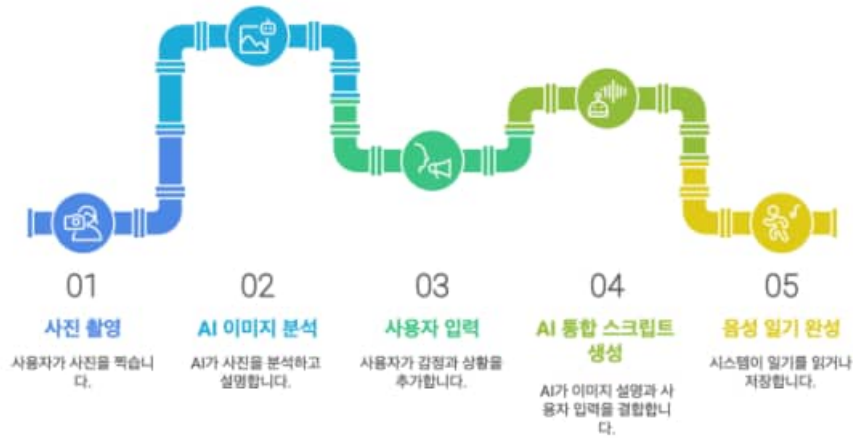 01
사진 촬영
사용자가 사진을 찍습니
다.
02
AI 이미지 분석
AI가 사진을 분석하고
설명합니다.
03
사용자 입력
사용자가 감정과 상황을
추가합니다.
04
AI 통합 스크립트
생성
AI가 이미지 설명과 사
용자 입력을 결합합니
다.
05
음성 일기 완성
시스템이 일기를 읽거나
저장합니다.